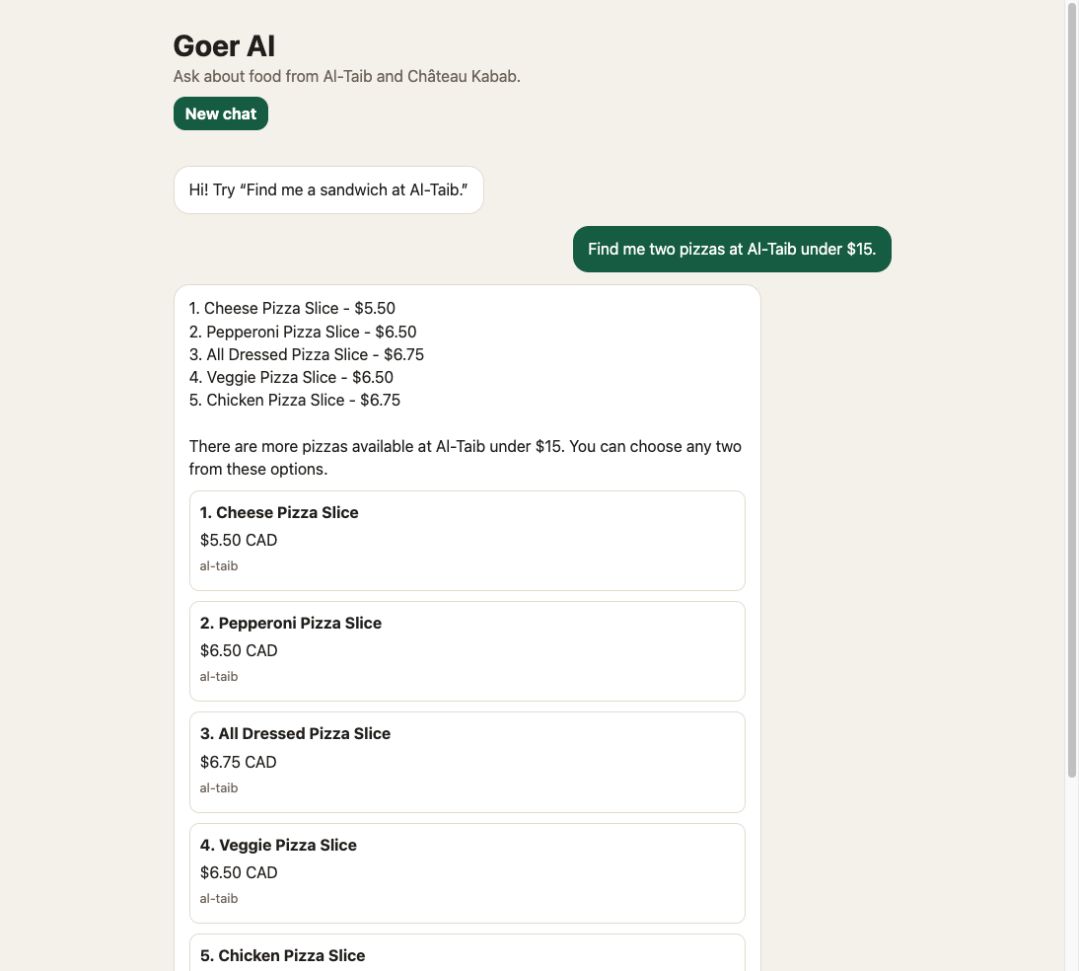 Goer AI
Ask about food from Al-Taib and Château Kabab.
New chat
Hi! Try “Find me a sandwich at Al-Taib.”
Find me two pizzas at Al-Taib under $15.
1. Cheese Pizza Slice - $5.50
2. Pepperoni Pizza Slice - $6.50
3. All Dressed Pizza Slice - $6.75
4. Veggie Pizza Slice - $6.50
5. Chicken Pizza Slice - $6.75
There are more pizzas available at Al-Taib under $15. You can choose any two
from these options.
1. Cheese Pizza Slice
$5.50 CAD
al-taib
2. Pepperoni Pizza Slice
$6.50 CAD
al-taib
3. All Dressed Pizza Slice
$6.75 CAD
al-taib
4. Veggie Pizza Slice
$6.50 CAD
al-taib
5. Chicken Pizza Slice